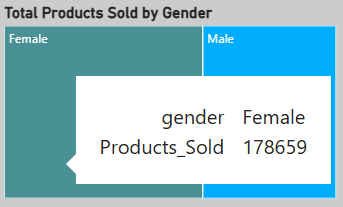 Total Products Sold by Gender
Female Male
gender Female
Products_Sold 178659